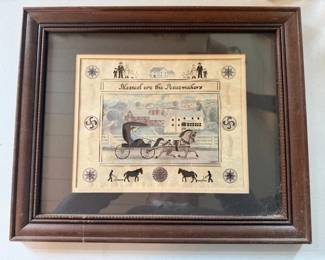 Blessed are the Peacemakers